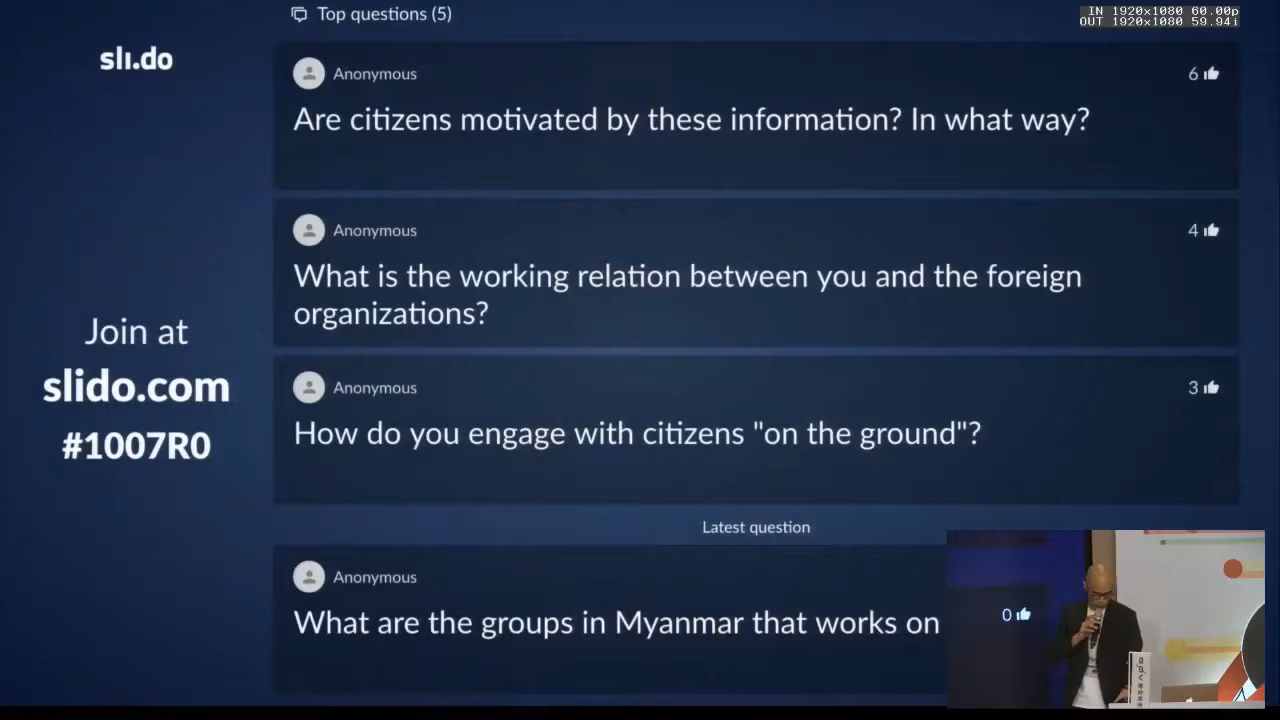 Top questions (5)
IN 1920x1080 60.00p
OUT 1920x1080 59.94i
sli.do
Anonymous
6
Are citizens motivated by these information? In what way?
Anonymous
4
What is the working relation between you and the foreign
organizations?
Join at
slido.com
#1007R0
Anonymous
3
How do you engage with citizens "on the ground"?
Latest question
Anonymous
0
What are the groups in Myanmar that works on